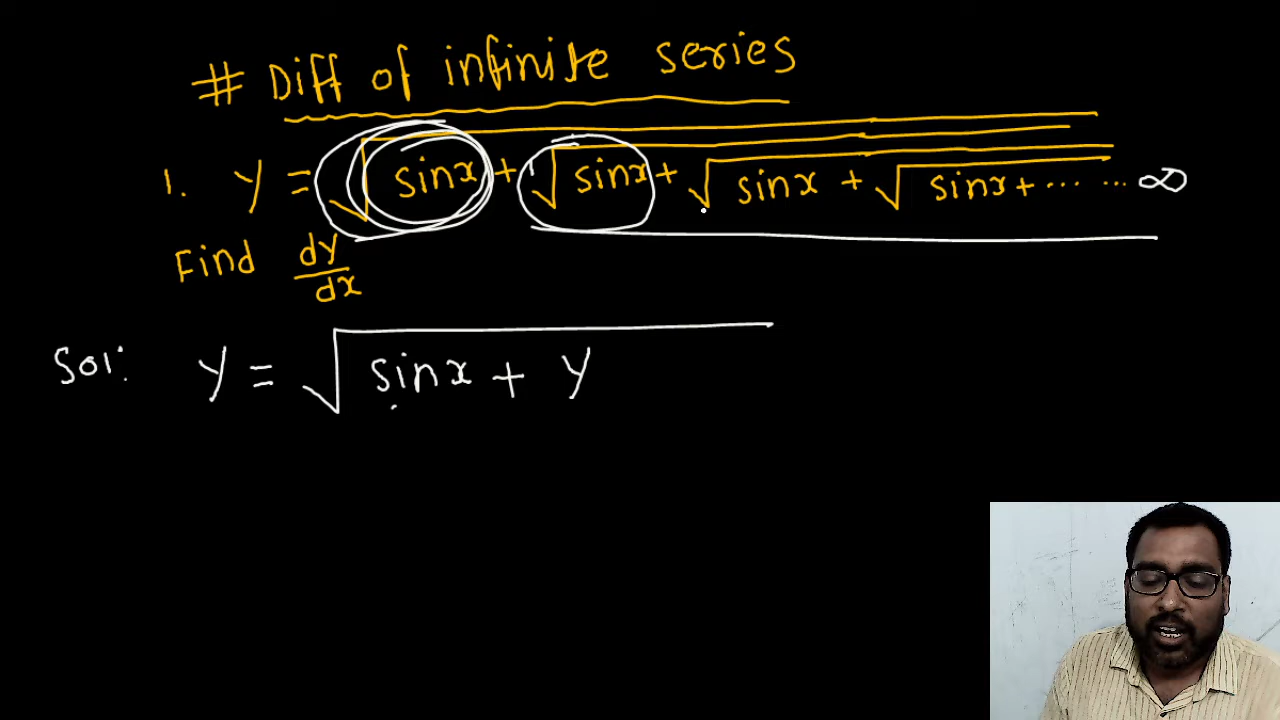 # Diff of infinite series
1. y = √sinx + √sinx + √sinx + √sinx + ... ... ∞
Find dy/dx
Sol: y = √sinx + y